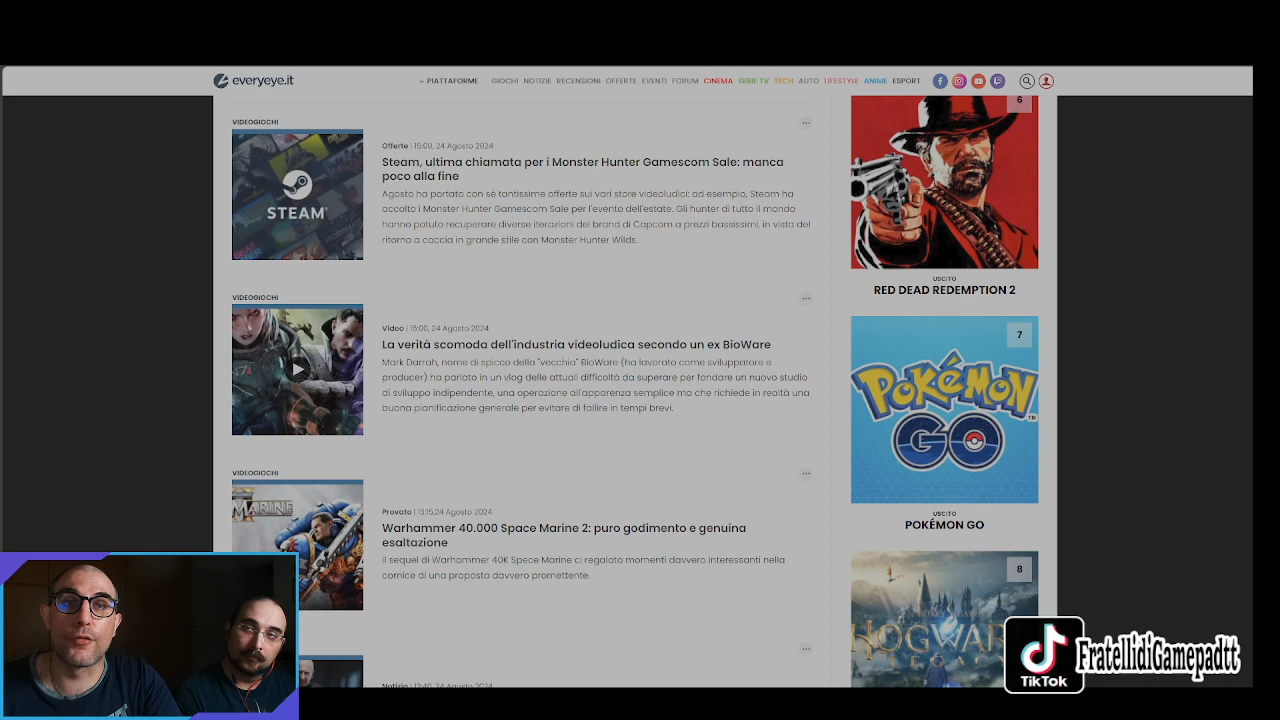 everyeye.it
PIATTAFORME GIOCHI NOTIZIE RECENSIONI OFFERTE EVENTI FORUM CINEMA SERIE TV TECH AUTO LIFESTYLE ANIME ESPORT
VIDEOGIOCHI
STEAM
Offerte | 15:00, 24 Agosto 2024
Steam, ultima chiamata per i Monster Hunter Gamescom Sale: manca
poco alla fine
Agosto ha portato con sé tantissime offerte sui vari store videoludici: ad esempio, Steam ha
accolto i Monster Hunter Gamescom Sale per l'evento dell'estate. Gli hunter di tutto il mondo
hanno potuto recuperare diverse iterazioni del brand di Capcom a prezzi bassissimi, in vista del
ritorno a caccia in grande stile con Monster Hunter Wilds.
VIDEOGIOCHI
Video | 15:00, 24 Agosto 2024
La verità scomoda dell'industria videoludica secondo un ex BioWare
Mark Darrah, nome di spicco della "vecchia" BioWare (ha lavorato come sviluppatore e
producer) ha parlato in un vlog delle attuali difficoltà da superare per fondare un nuovo studio
di sviluppo indipendente, una operazione all'apparenza semplice ma che richiede in realtà una
buona pianificazione generale per evitare di fallire in tempi brevi.
VIDEOGIOCHI
MARINE
Provato | 13:15, 24 Agosto 2024
Warhammer 40.000 Space Marine 2: puro godimento e genuina
esaltazione
Il sequel di Warhammer 40K Spece Marine ci regalato momenti davvero interessanti nella
cornice di una proposta davvero promettente.
Notizia | 12:40, 24 Agosto 2024
6
USCITO
RED DEAD REDEMPTION 2
7
POKÉMON
GO
USCITO
POKÉMON GO
8
HOGWARTS
LEGACY
TikTok
FratellidiGamepadtt